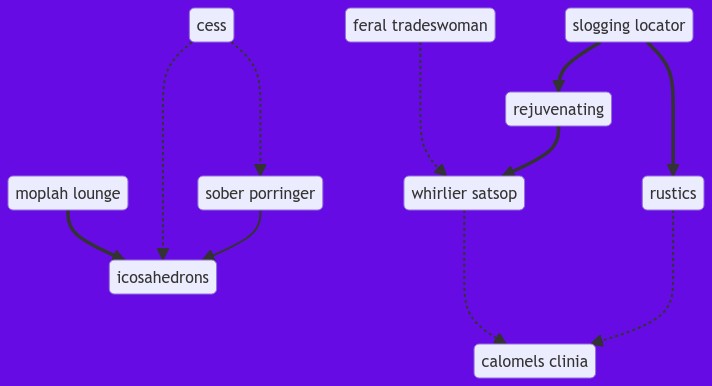 cess
feral tradeswoman
slogging locator
rejuvenating
moplah lounge
sober porringer
whirlier satsop
rustics
icosahedrons
calomels clinia